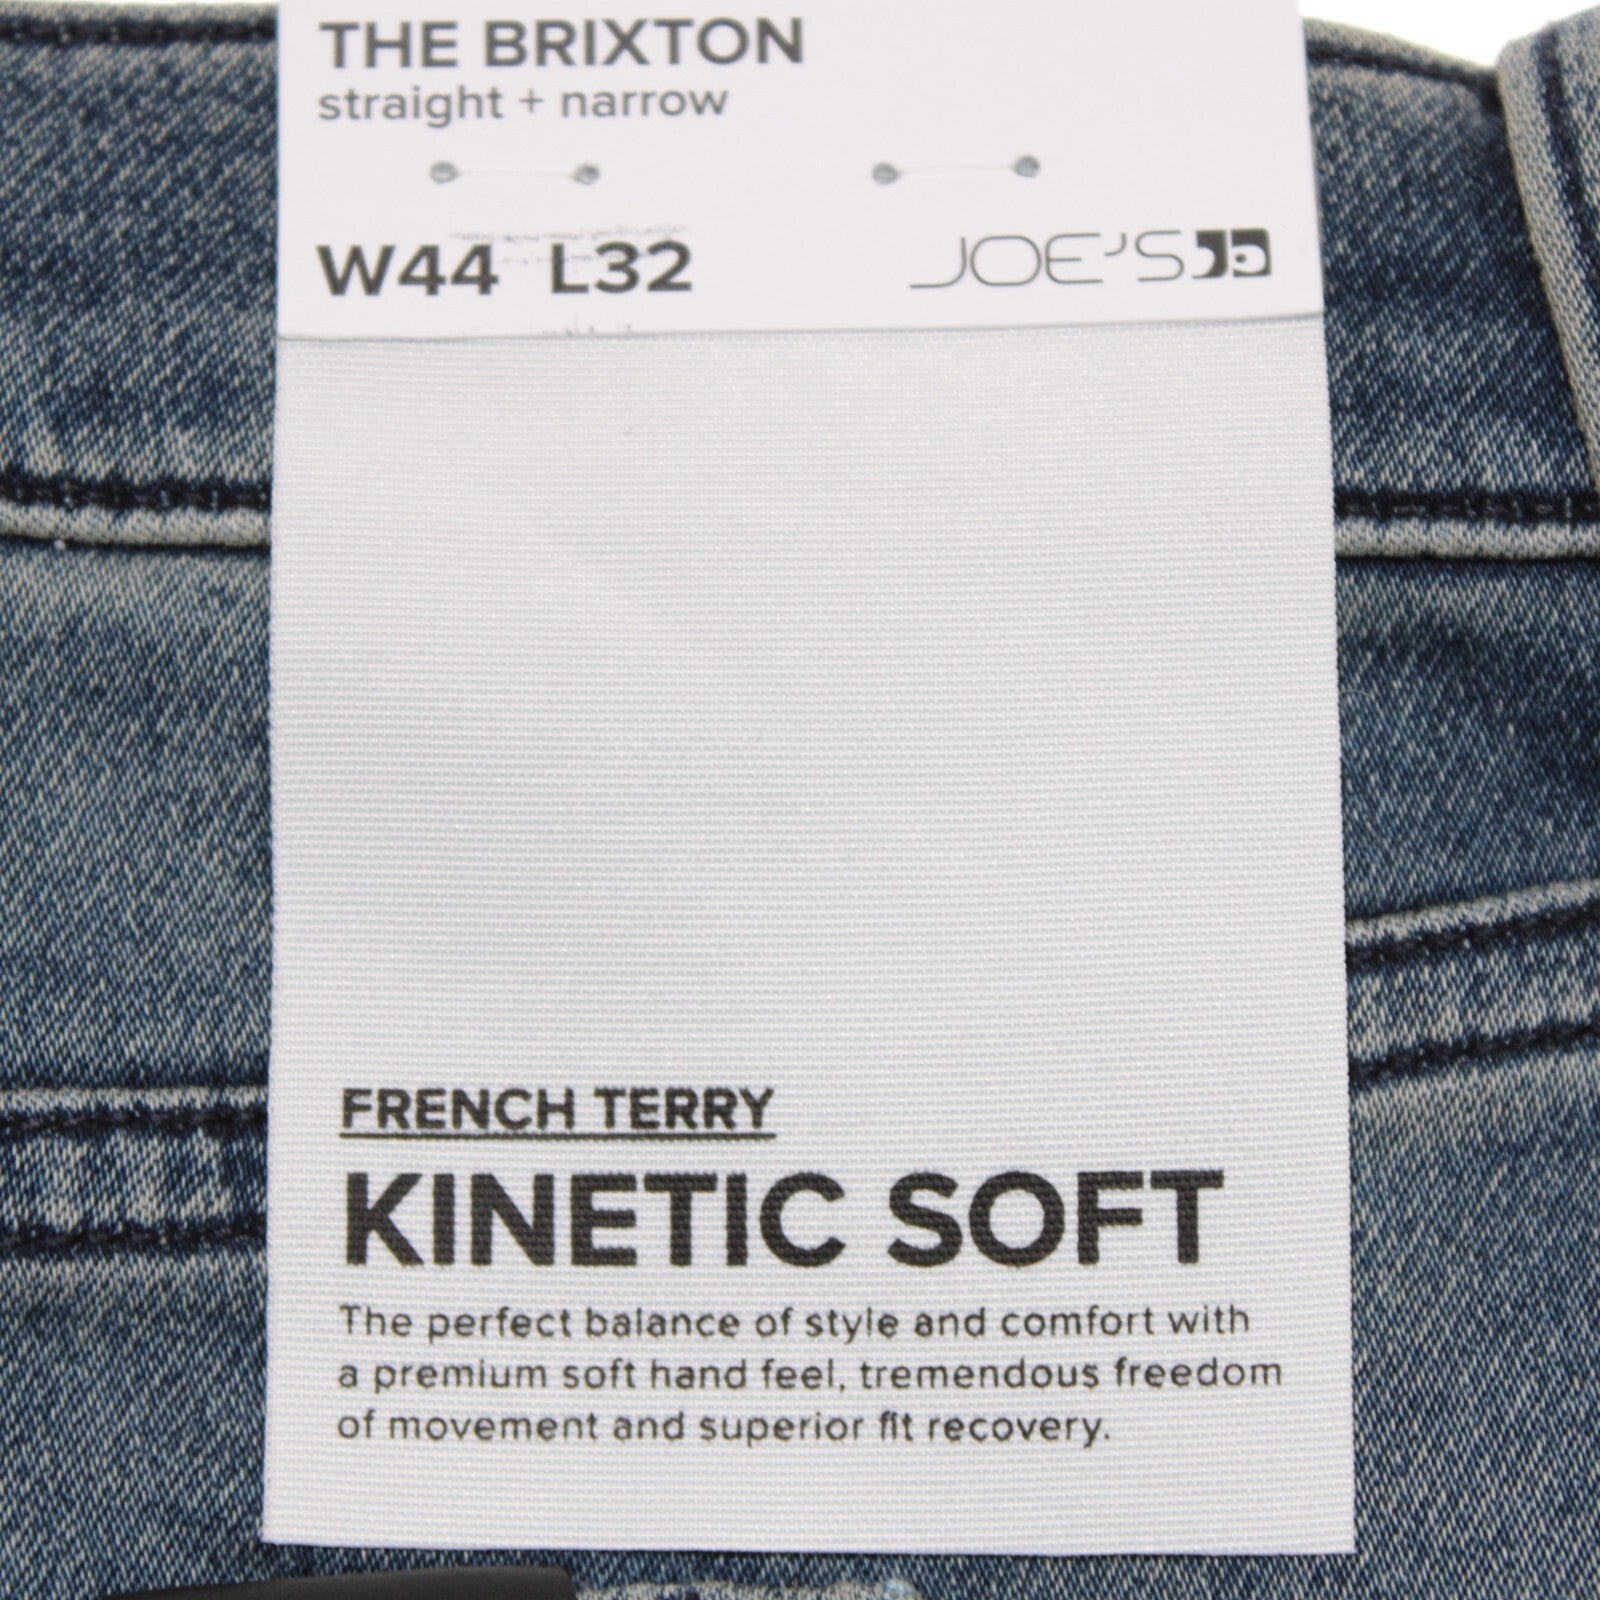 THE BRIXTON
straight + narrow
W44 L32
JOE'S
FRENCH TERRY
KINETIC SOFT
The perfect balance of style and comfort with
a premium soft hand feel, tremendous freedom
of movement and superior fit recovery.